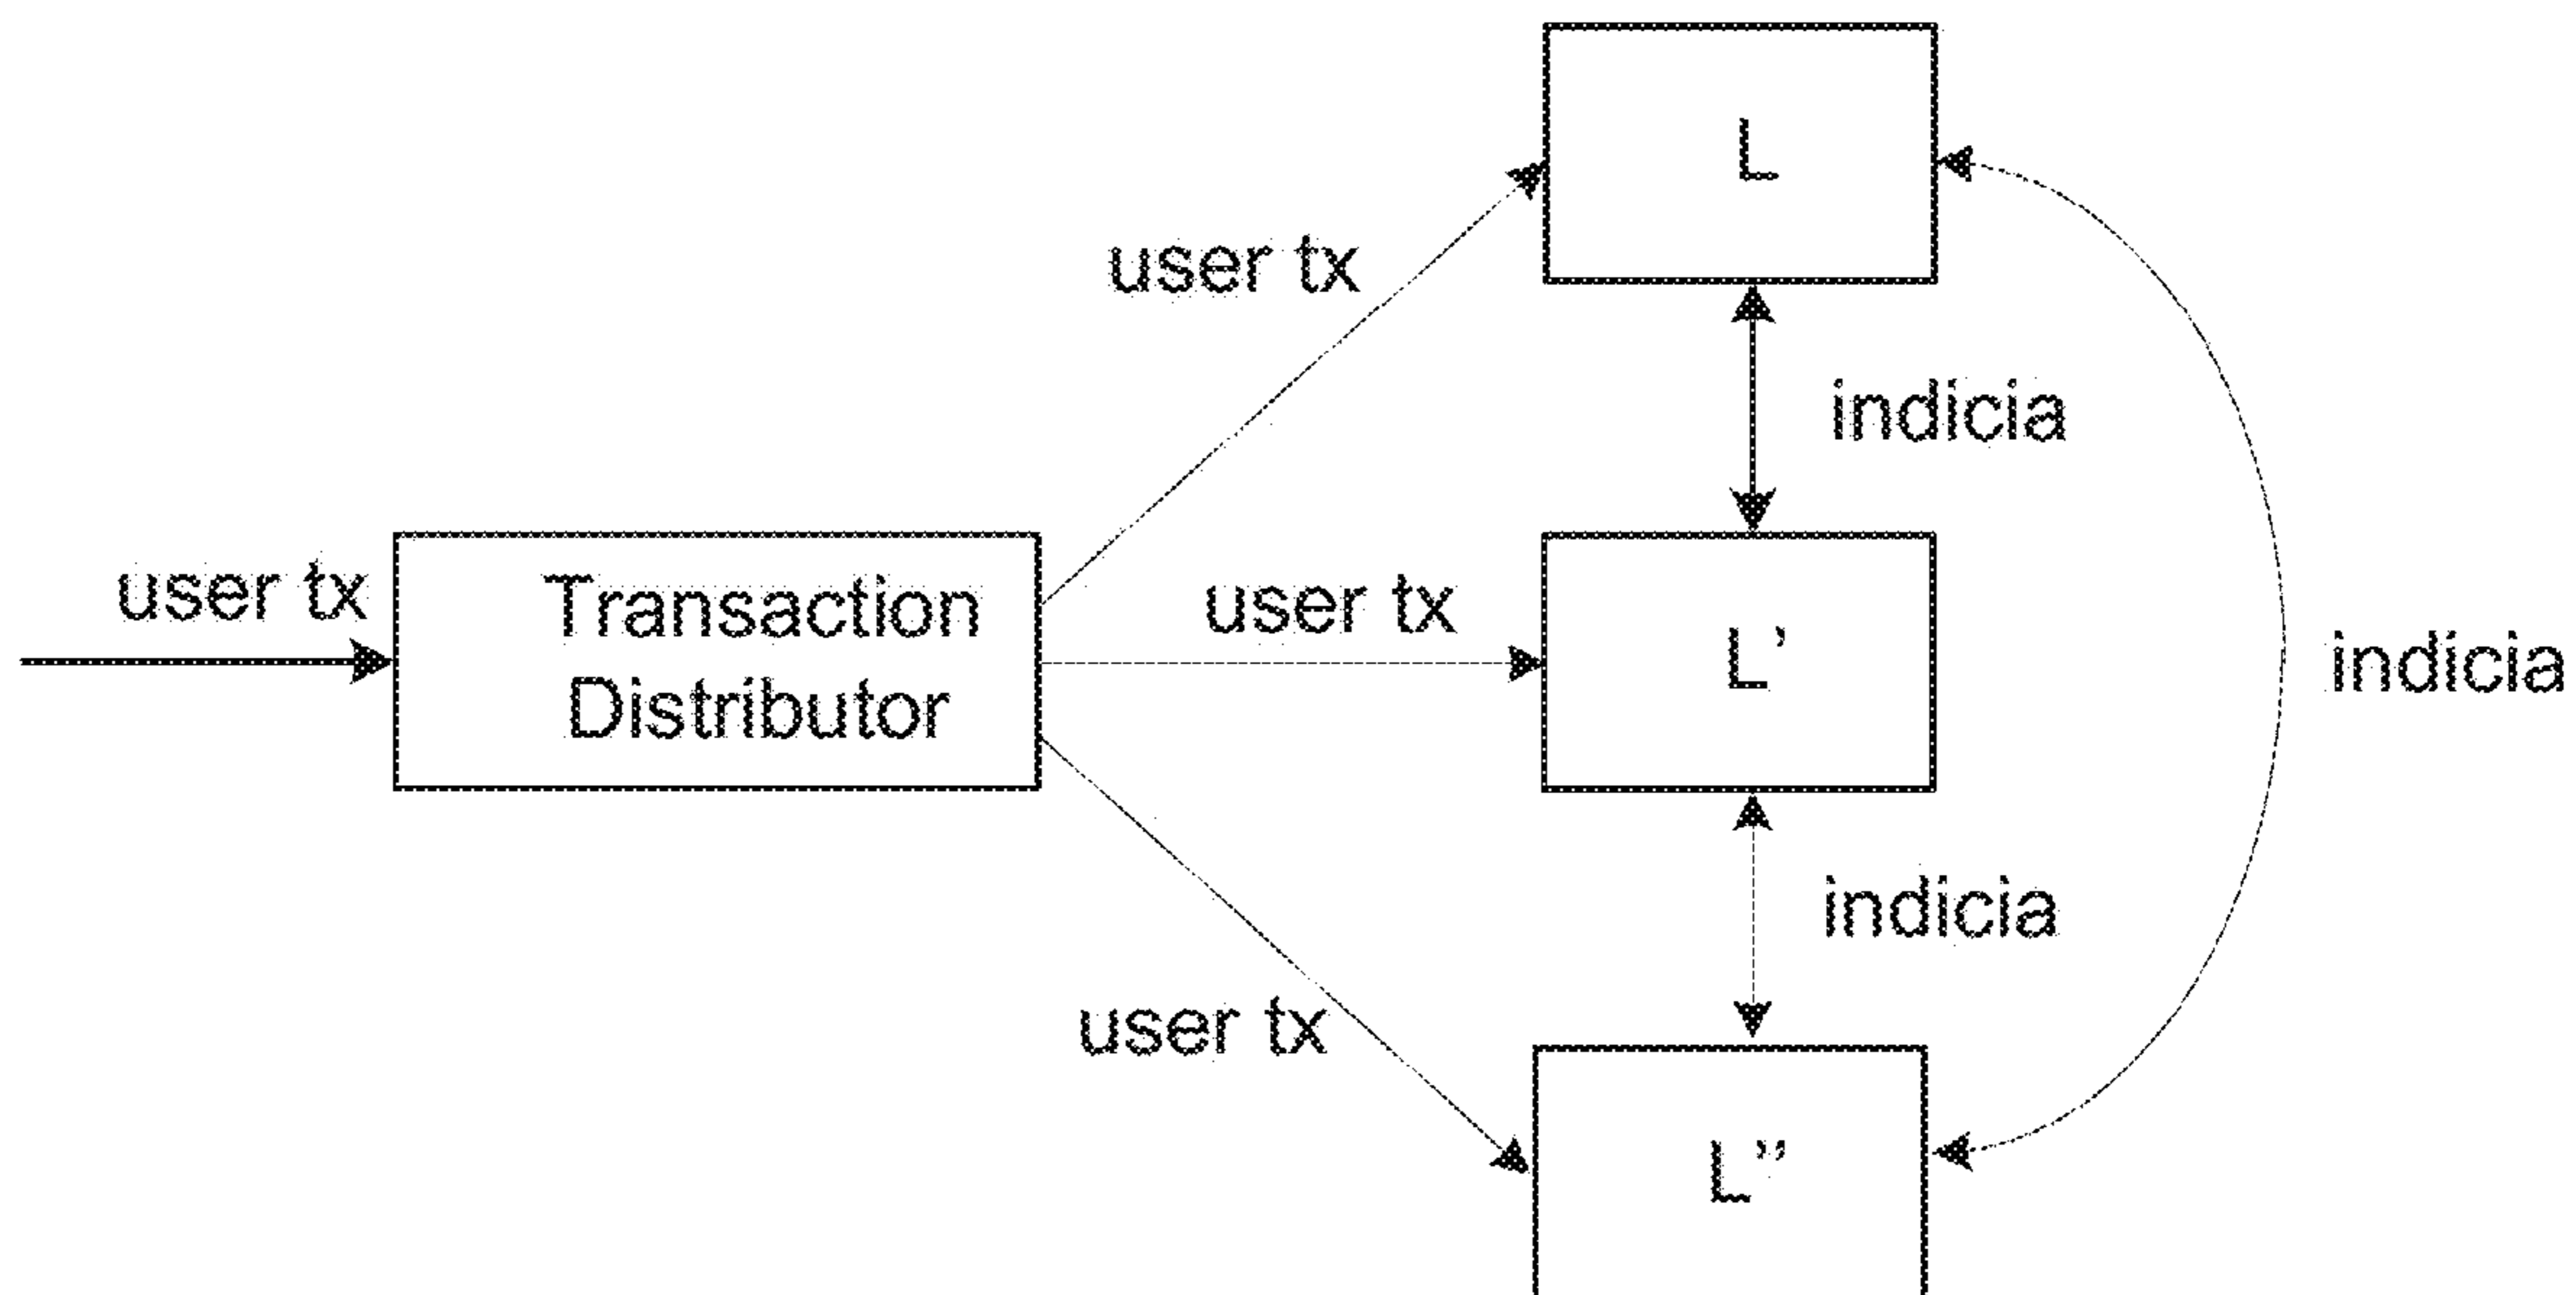 L
user tx
indicia
user tx
Transaction
Distributor
user tx
L’
indicia
indicia
user tx
L’’